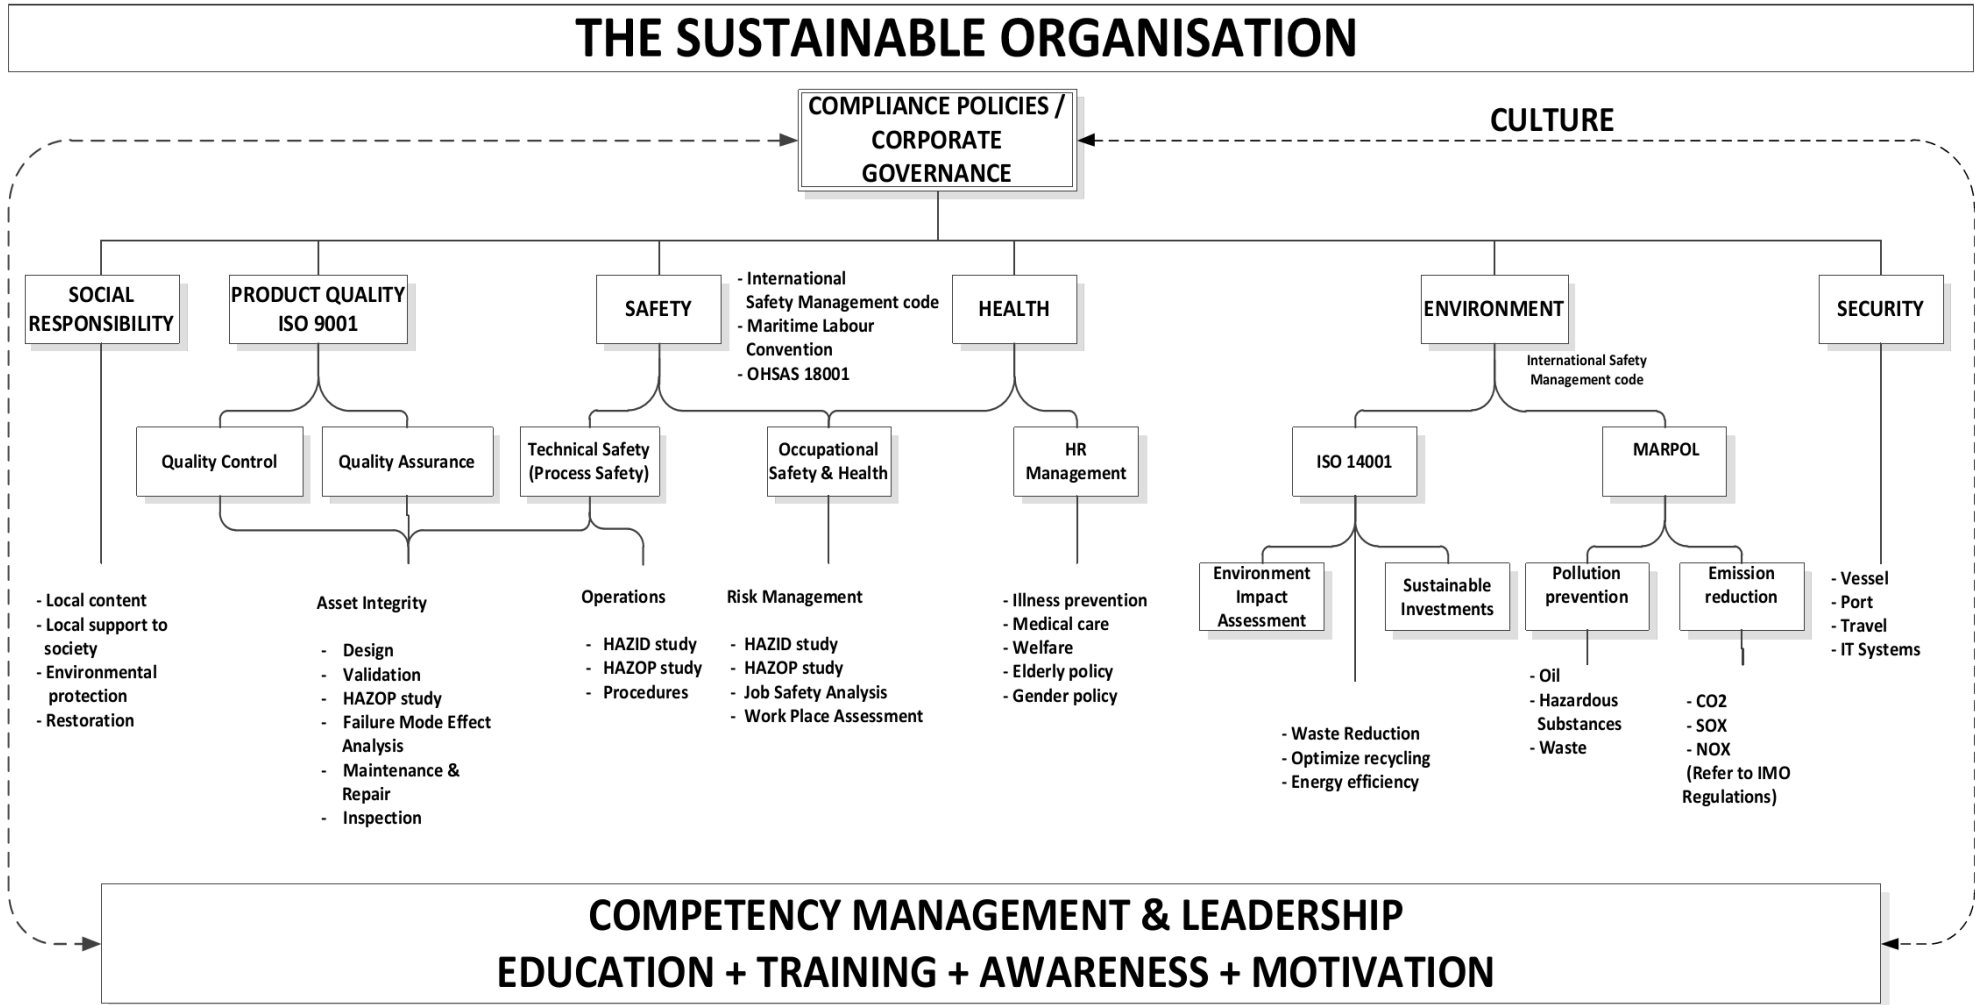 THE SUSTAINABLE ORGANISATION
COMPLIANCE POLICIES /
CORPORATE
GOVERNANCE
CULTURE
SOCIAL
RESPONSIBILITY
PRODUCT QUALITY
ISO 9001
SAFETY
- International
Safety Management code
- Maritime Labour
Convention
- OHSAS 18001
HEALTH
ENVIRONMENT
International Safety
Management code
SECURITY
Quality Control
Quality Assurance
Technical Safety
(Process Safety)
Occupational
Safety & Health
HR
Management
ISO 14001
MARPOL
Environment
Impact
Assessment
Sustainable
Investments
Pollution
prevention
Emission
reduction
- Local content
- Local support to
society
- Environmental
protection
- Restoration
Asset Integrity
- Design
- Validation
- HAZOP study
- Failure Mode Effect
Analysis
- Maintenance &
Repair
- Inspection
Operations
- HAZID study
- HAZOP study
- Procedures
Risk Management
- HAZID study
- HAZOP study
- Job Safety Analysis
- Work Place Assessment
- Illness prevention
- Medical care
- Welfare
- Elderly policy
- Gender policy
- Waste Reduction
- Optimize recycling
- Energy efficiency
- Oil
- Hazardous
Substances
- Waste
- CO2
- SOX
- NOX
(Refer to IMO
Regulations)
- Vessel
- Port
- Travel
- IT Systems
COMPETENCY MANAGEMENT & LEADERSHIP
EDUCATION + TRAINING + AWARENESS + MOTIVATION